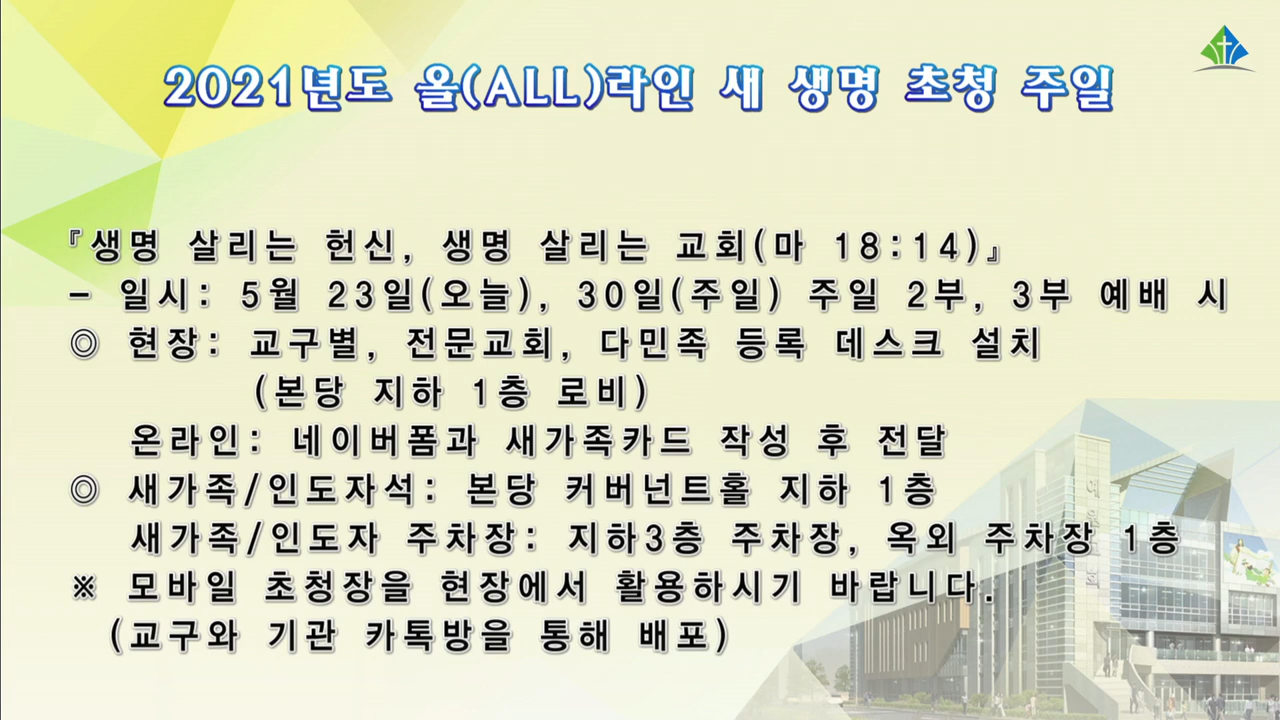 2021년도 올(ALL)라인 새 생명 초청 주일
『생명 살리는 헌신, 생명 살리는 교회(마 18:14)』
- 일시: 5월 23일(오늘), 30일(주일) 주일 2부, 3부 예배 시
◎ 현장: 교구별, 전문교회, 다민족 등록 데스크 설치
(본당 지하 1층 로비)
온라인: 네이버폼과 새가족카드 작성 후 전달
◎ 새가족/인도자석: 본당 커버넌트홀 지하 1층
새가족/인도자 주차장: 지하3층 주차장, 옥외 주차장 1층
※ 모바일 초청장을 현장에서 활용하시기 바랍니다.
(교구와 기관 카톡방을 통해 배포)